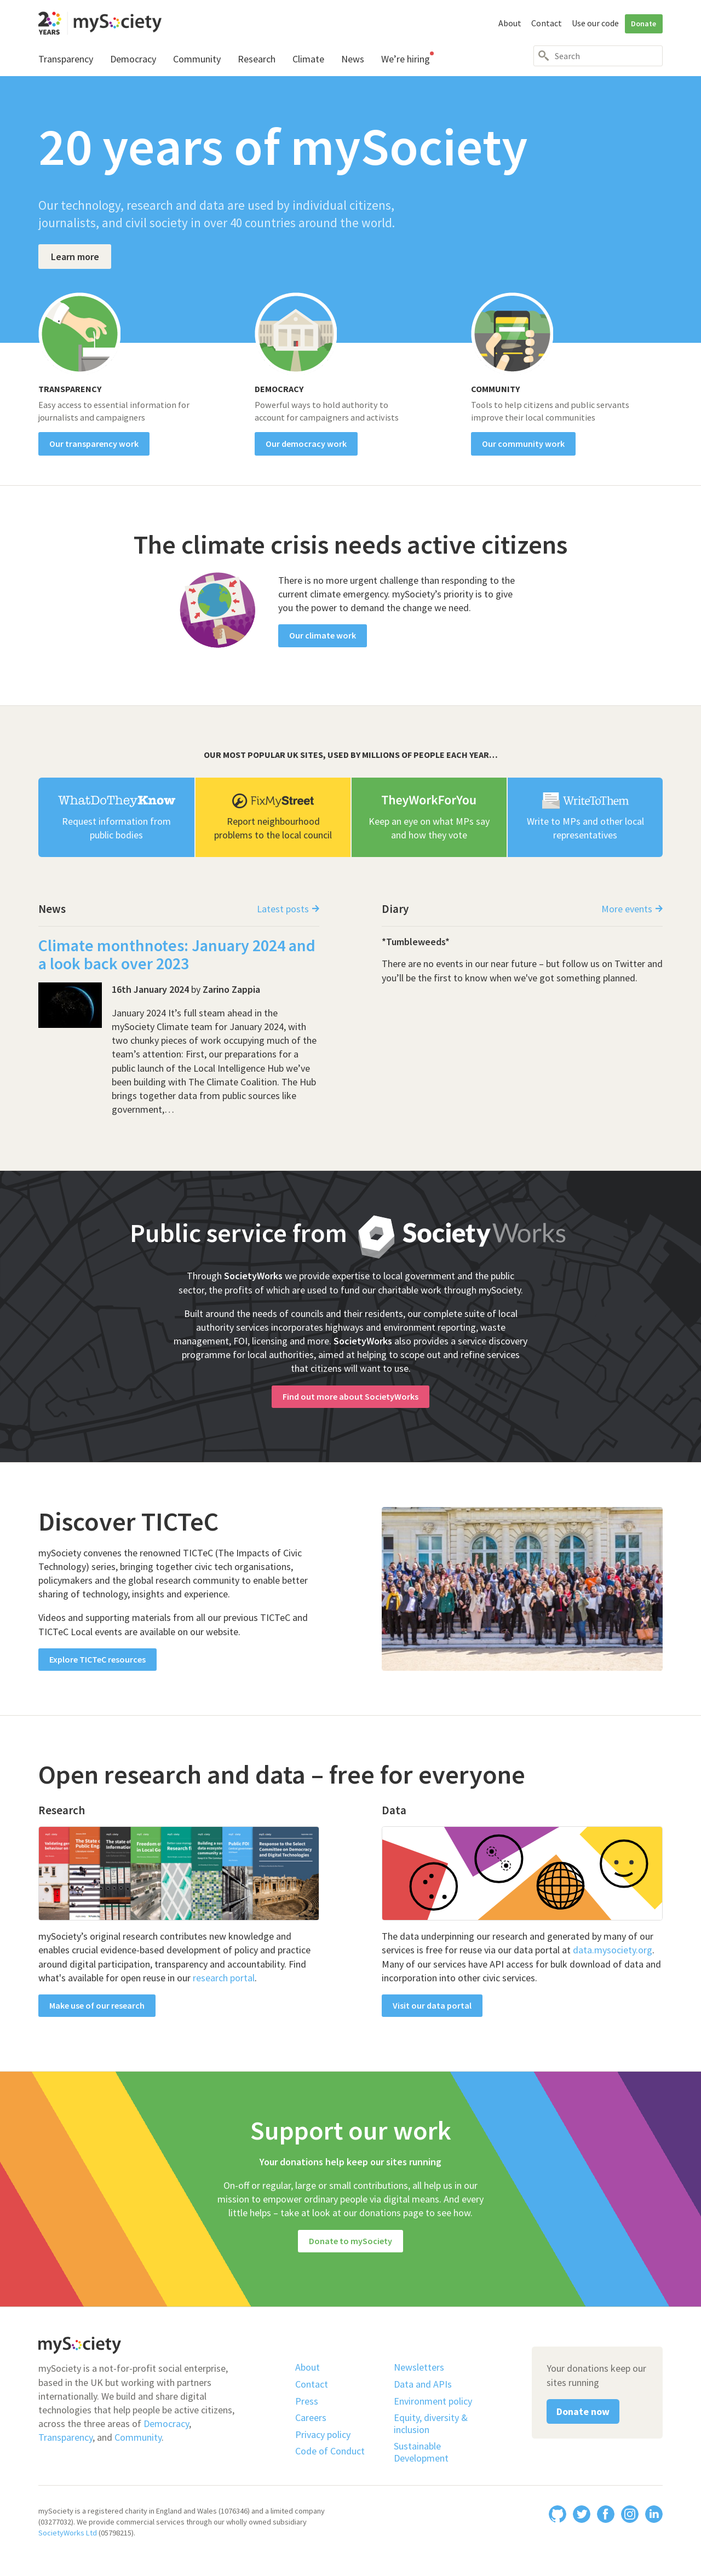 20 YEARS mySociety
About Contact Use our code Donate
Transparency Democracy Community Research Climate News We're hiring
Search
20 years of mySociety
Our technology, research and data are used by individual citizens,
journalists, and civil society in over 40 countries around the world.
Learn more
TRANSPARENCY
Easy access to essential information for
journalists and campaigners
Our transparency work
DEMOCRACY
Powerful ways to hold authority to
account for campaigners and activists
Our democracy work
COMMUNITY
Tools to help citizens and public servants
improve their local communities
Our community work
The climate crisis needs active citizens
There is no more urgent challenge than responding to the
current climate emergency. mySociety's priority is to give
you the power to demand the change we need.
Our climate work
OUR MOST POPULAR UK SITES, USED BY MILLIONS OF PEOPLE EACH YEAR…
WhatDoTheyKnow
Request information from
public bodies
FixMyStreet
Report neighbourhood
problems to the local council
TheyWorkForYou
Keep an eye on what MPs say
and how they vote
WriteToThem
Write to MPs and other local
representatives
News
Latest posts
Climate monthnotes: January 2024 and
a look back over 2023
16th January 2024 by Zarino Zappia
January 2024 It's full steam ahead in the
mySociety Climate team for January 2024, with
two chunky pieces of work occupying much of the
team's attention: First, our preparations for a
public launch of the Local Intelligence Hub we've
been building with The Climate Coalition. The Hub
brings together data from public sources like
government,…
Diary
More events
*Tumbleweeds*
There are no events in our near future – but follow us on Twitter and
you'll be the first to know when we've got something planned.
Public service from SocietyWorks
Through SocietyWorks we provide expertise to local government and the public
sector, the profits of which are used to fund our charitable work through mySociety.
Built around the needs of councils and their residents, our complete suite of local
authority services incorporates highways and environment reporting, waste
management, FOI, licensing and more. SocietyWorks also provides a service discovery
programme for local authorities, aimed at helping to scope out and refine services
that citizens will want to use.
Find out more about SocietyWorks
Discover TICTeC
mySociety convenes the renowned TICTeC (The Impacts of Civic
Technology) series, bringing together civic tech organisations,
policymakers and the global research community to enable better
sharing of technology, insights and experience.
Videos and supporting materials from all our previous TICTeC and
TICTeC Local events are available on our website.
Explore TICTeC resources
Open research and data – free for everyone
Research
Response to the Select
Committee on Democracy
and Digital Technologies
mySociety's original research contributes new knowledge and
enables crucial evidence-based development of policy and practice
around digital participation, transparency and accountability. Find
what's available for open reuse in our research portal.
Make use of our research
Data
The data underpinning our research and generated by many of our
services is free for reuse via our data portal at data.mysociety.org.
Many of our services have API access for bulk download of data and
incorporation into other civic services.
Visit our data portal
Support our work
Your donations help keep our sites running
On-off or regular, large or small contributions, all help us in our
mission to empower ordinary people via digital means. And every
little helps – take at look at our donations page to see how.
Donate to mySociety
mySociety
mySociety is a not-for-profit social enterprise,
based in the UK but working with partners
internationally. We build and share digital
technologies that help people be active citizens,
across the three areas of Democracy,
Transparency, and Community.
About
Contact
Press
Careers
Privacy policy
Code of Conduct
Newsletters
Data and APIs
Environment policy
Equity, diversity &
inclusion
Sustainable
Development
Your donations keep our
sites running
Donate now
mySociety is a registered charity in England and Wales (1076346) and a limited company
(03277032). We provide commercial services through our wholly owned subsidiary
SocietyWorks Ltd (05798215).